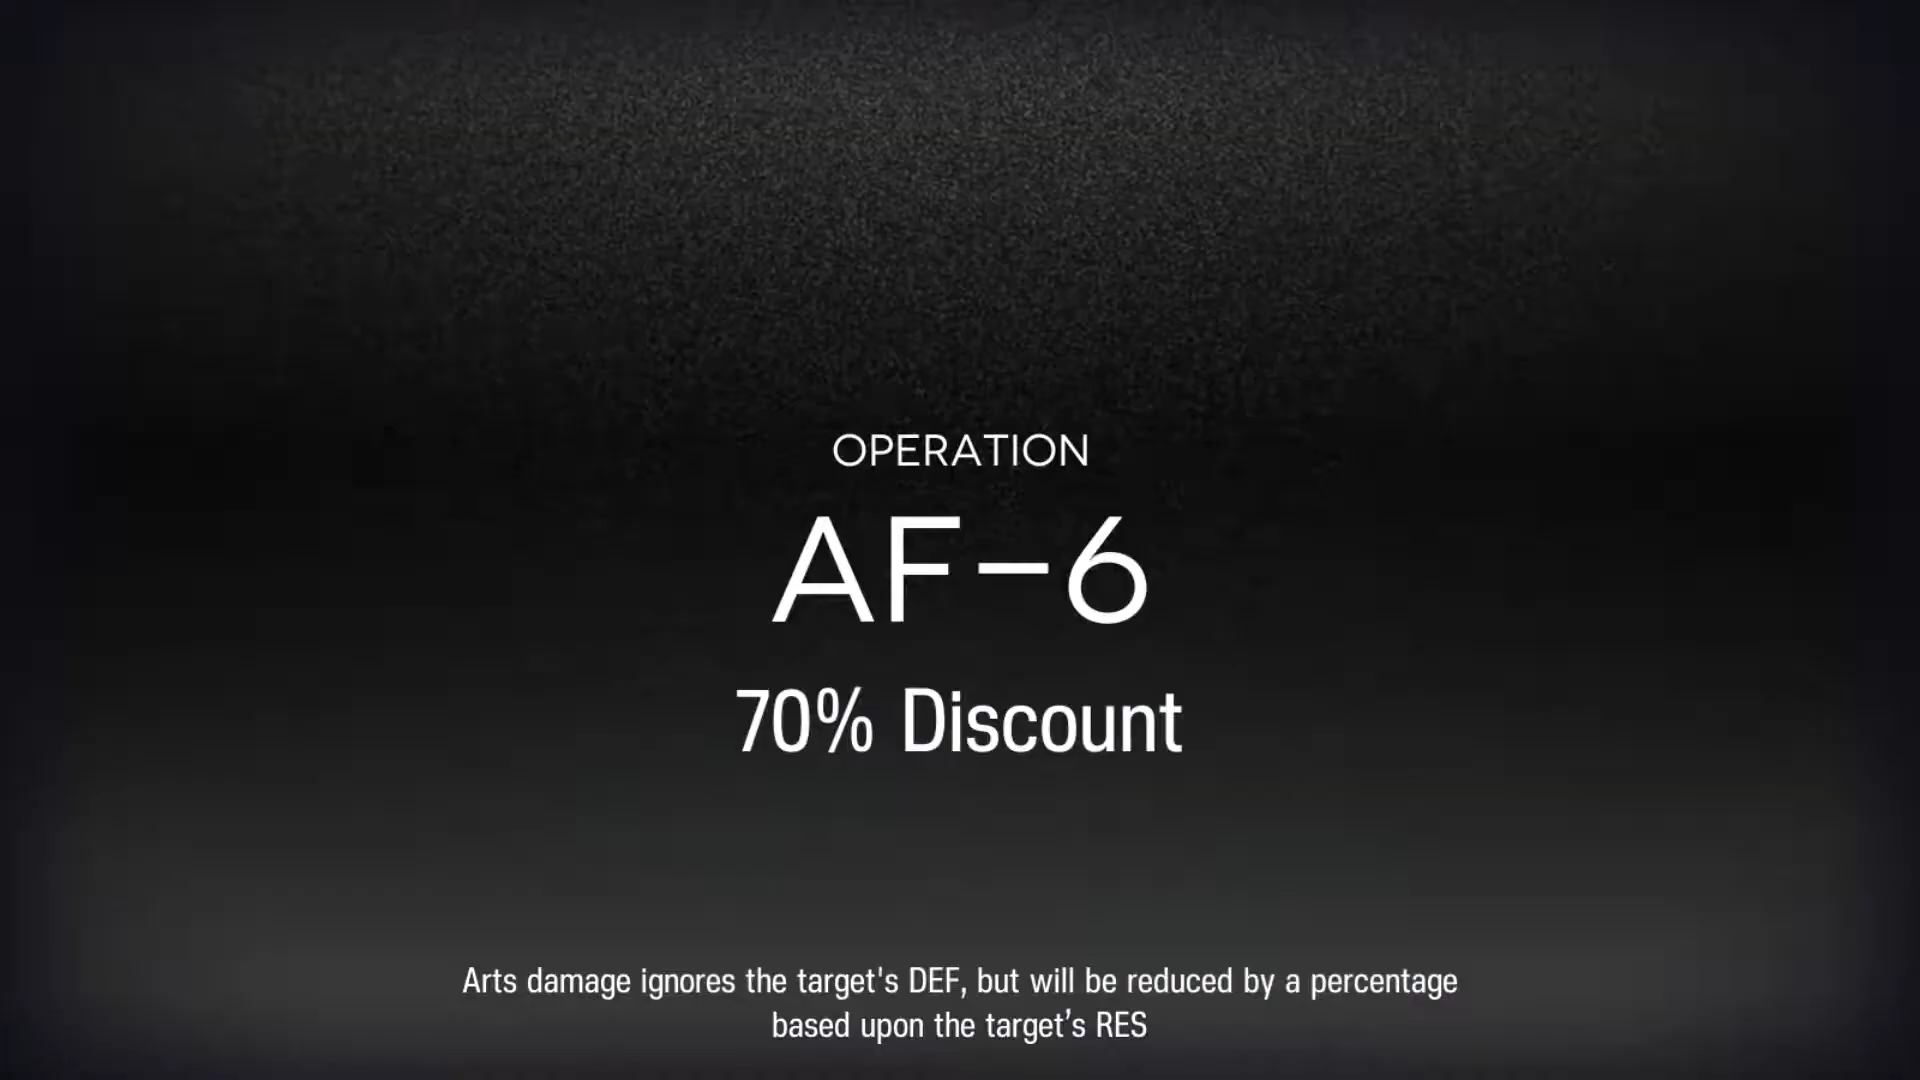 OPERATION
AF-6
70% Discount
Arts damage ignores the target's DEF, but will be reduced by a percentage
based upon the target’s RES